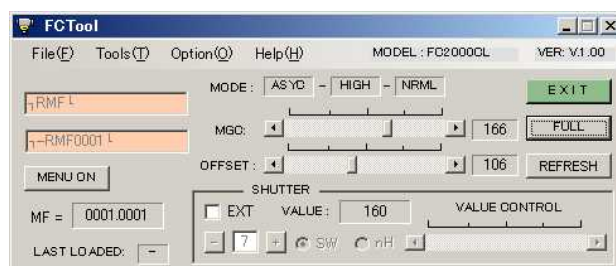 FCTool
File(F) Tools(T) Option(O) Help(H) MODEL : FC2000CL VER: V.1.00
MODE : ASYC - HIGH - NRML EXIT
┐RMF└
MGC: 166 FULL
┐-RMF0001└
OFFSET : 106 REFRESH
MENU ON
SHUTTER
MF = 0001.0001 EXT VALUE : 160 VALUE CONTROL
- 7 + SW nH
LAST LOADED: -